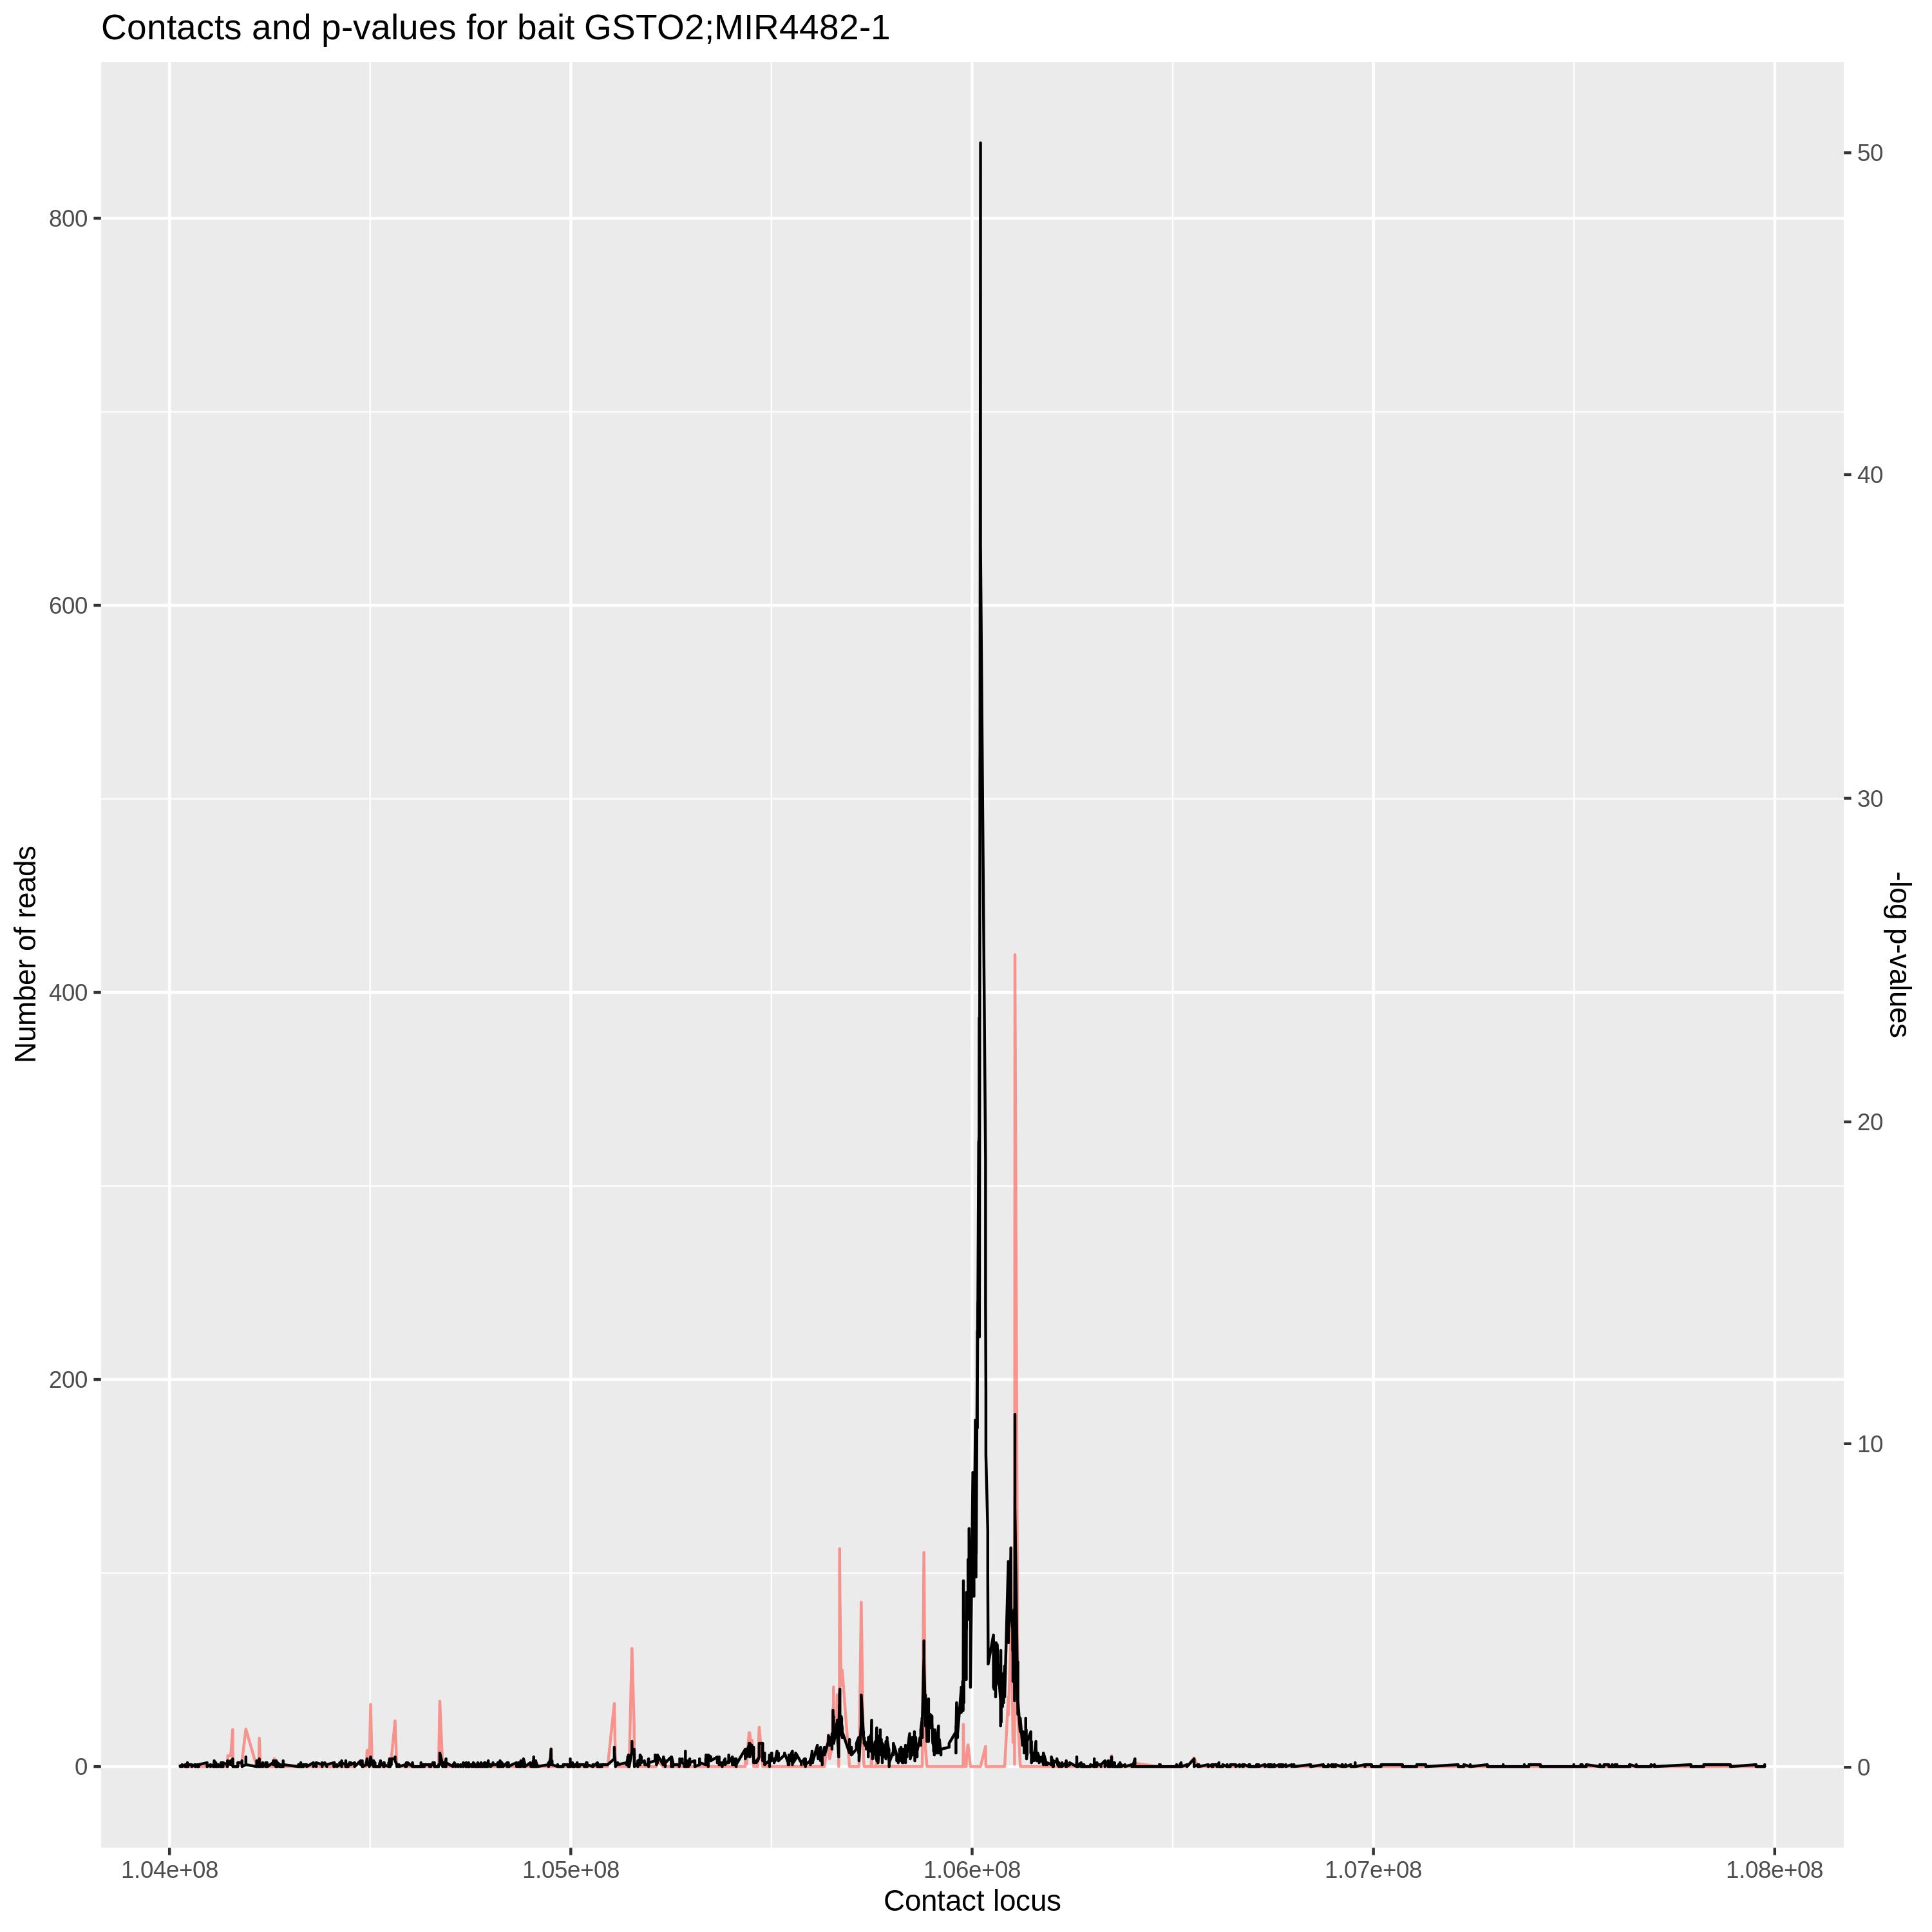 Contacts and p-values for bait GSTO2;MIR4482-1
800
600
400
200
0
Number of reads
50
40
30
20
10
0
-log p-values
1.04e+08 1.05e+08 1.06e+08 1.07e+08 1.08e+08
Contact locus